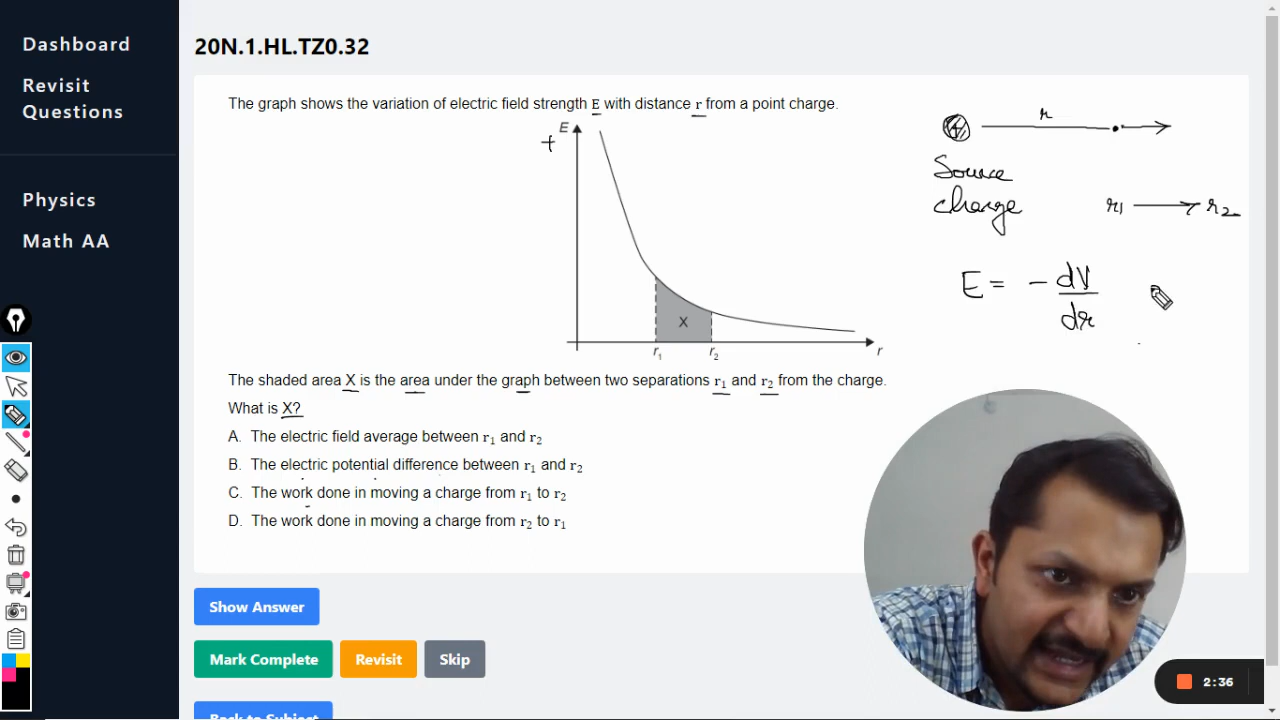 Dashboard
Revisit
Questions
Physics
Math AA
20N.1.HL.TZ0.32
The graph shows the variation of electric field strength E with distance r from a point charge.
+
E
X
r₁
r₂
r
r
Source
charge
r₁ → r₂
E = - dV
dr
The shaded area X is the area under the graph between two separations r₁ and r₂ from the charge.
What is X?
A. The electric field average between r₁ and r₂
B. The electric potential difference between r₁ and r₂
C. The work done in moving a charge from r₁ to r₂
D. The work done in moving a charge from r₂ to r₁
Show Answer
Mark Complete
Revisit
Skip
Back to Subject
2:36